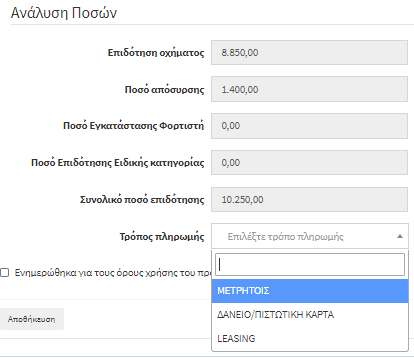 Ανάλυση Ποσών
Επιδότηση οχήματος 8.850,00
Ποσό απόσυρσης 1.400,00
Ποσό Εγκατάστασης Φορτιστή 0,00
Ποσό Επιδότησης Ειδικής κατηγορίας 0,00
Συνολικό ποσό επιδότησης 10.250,00
Τρόπος πληρωμής Επιλέξτε τρόπο πληρωμής
Ενημερώθηκα για τους όρους χρήσης του
ΜΕΤΡΗΤΟΙΣ
ΔΑΝΕΙΟ/ΠΙΣΤΩΤΙΚΗ ΚΑΡΤΑ
Αποθήκευση
LEASING